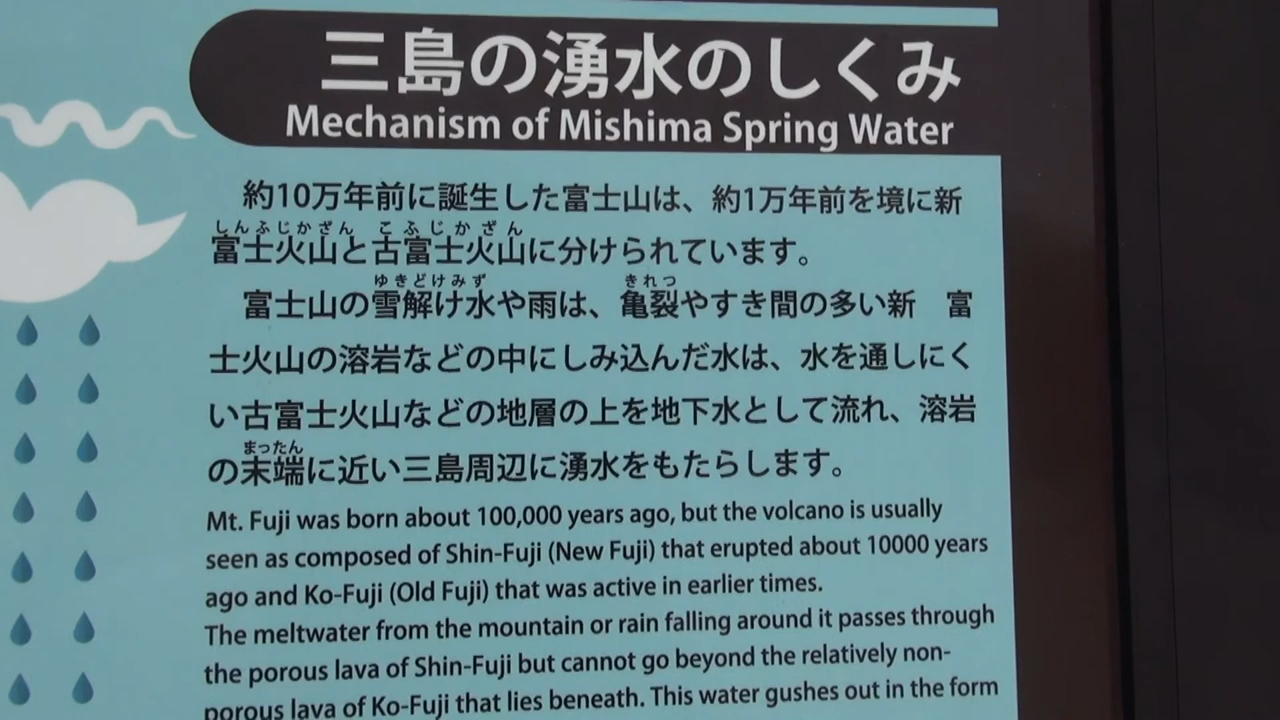 三島の湧水のしくみ
Mechanism of Mishima Spring Water
約10万年前に誕生した富士山は、約1万年前を境に新
しんふじかざん こふじかざん
富士火山と古富士火山に分けられています。
ゆきどけみず きれつ
富士山の雪解け水や雨は、亀裂やすき間の多い新　富
士火山の溶岩などの中にしみ込んだ水は、水を通しにく
い古富士火山などの地層の上を地下水として流れ、溶岩
まったん
の末端に近い三島周辺に湧水をもたらします。
Mt. Fuji was born about 100,000 years ago, but the volcano is usually
seen as composed of Shin-Fuji (New Fuji) that erupted about 10000 years
ago and Ko-Fuji (Old Fuji) that was active in earlier times.
The meltwater from the mountain or rain falling around it passes through
the porous lava of Shin-Fuji but cannot go beyond the relatively non-
porous lava of Ko-Fuji that lies beneath. This water gushes out in the form